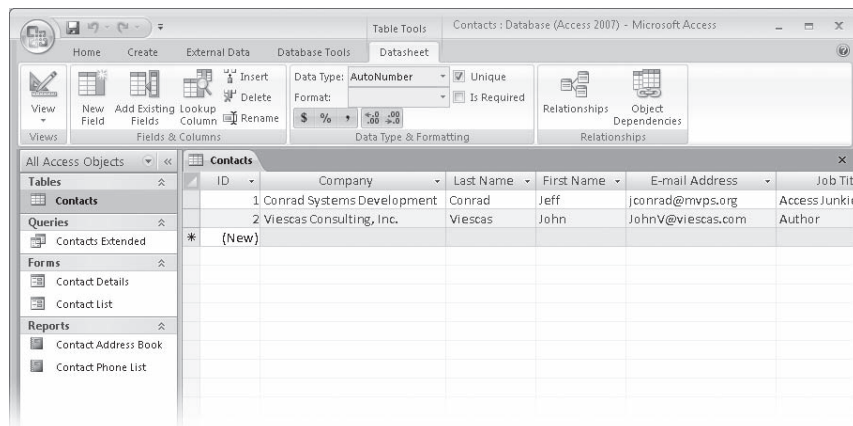 Table Tools
Contacts : Database (Access 2007) - Microsoft Access
Home Create External Data Database Tools Datasheet
View
Views
New Field
Add Existing Fields
Lookup Column
Insert
Delete
Rename
Fields & Columns
Data Type: AutoNumber
Format:
$ % ,
.0 .00
.00 .0
Unique
Is Required
Data Type & Formatting
Relationships
Object Dependencies
Relationships
All Access Objects
Tables
Contacts
Queries
Contacts Extended
Forms
Contact Details
Contact List
Reports
Contact Address Book
Contact Phone List
Contacts
ID Company Last Name First Name E-mail Address Job Tit
1 Conrad Systems Development Conrad Jeff jconrad@mvps.org Access Junki
2 Viescas Consulting, Inc. Viescas John JohnV@viescas.com Author
* (New)